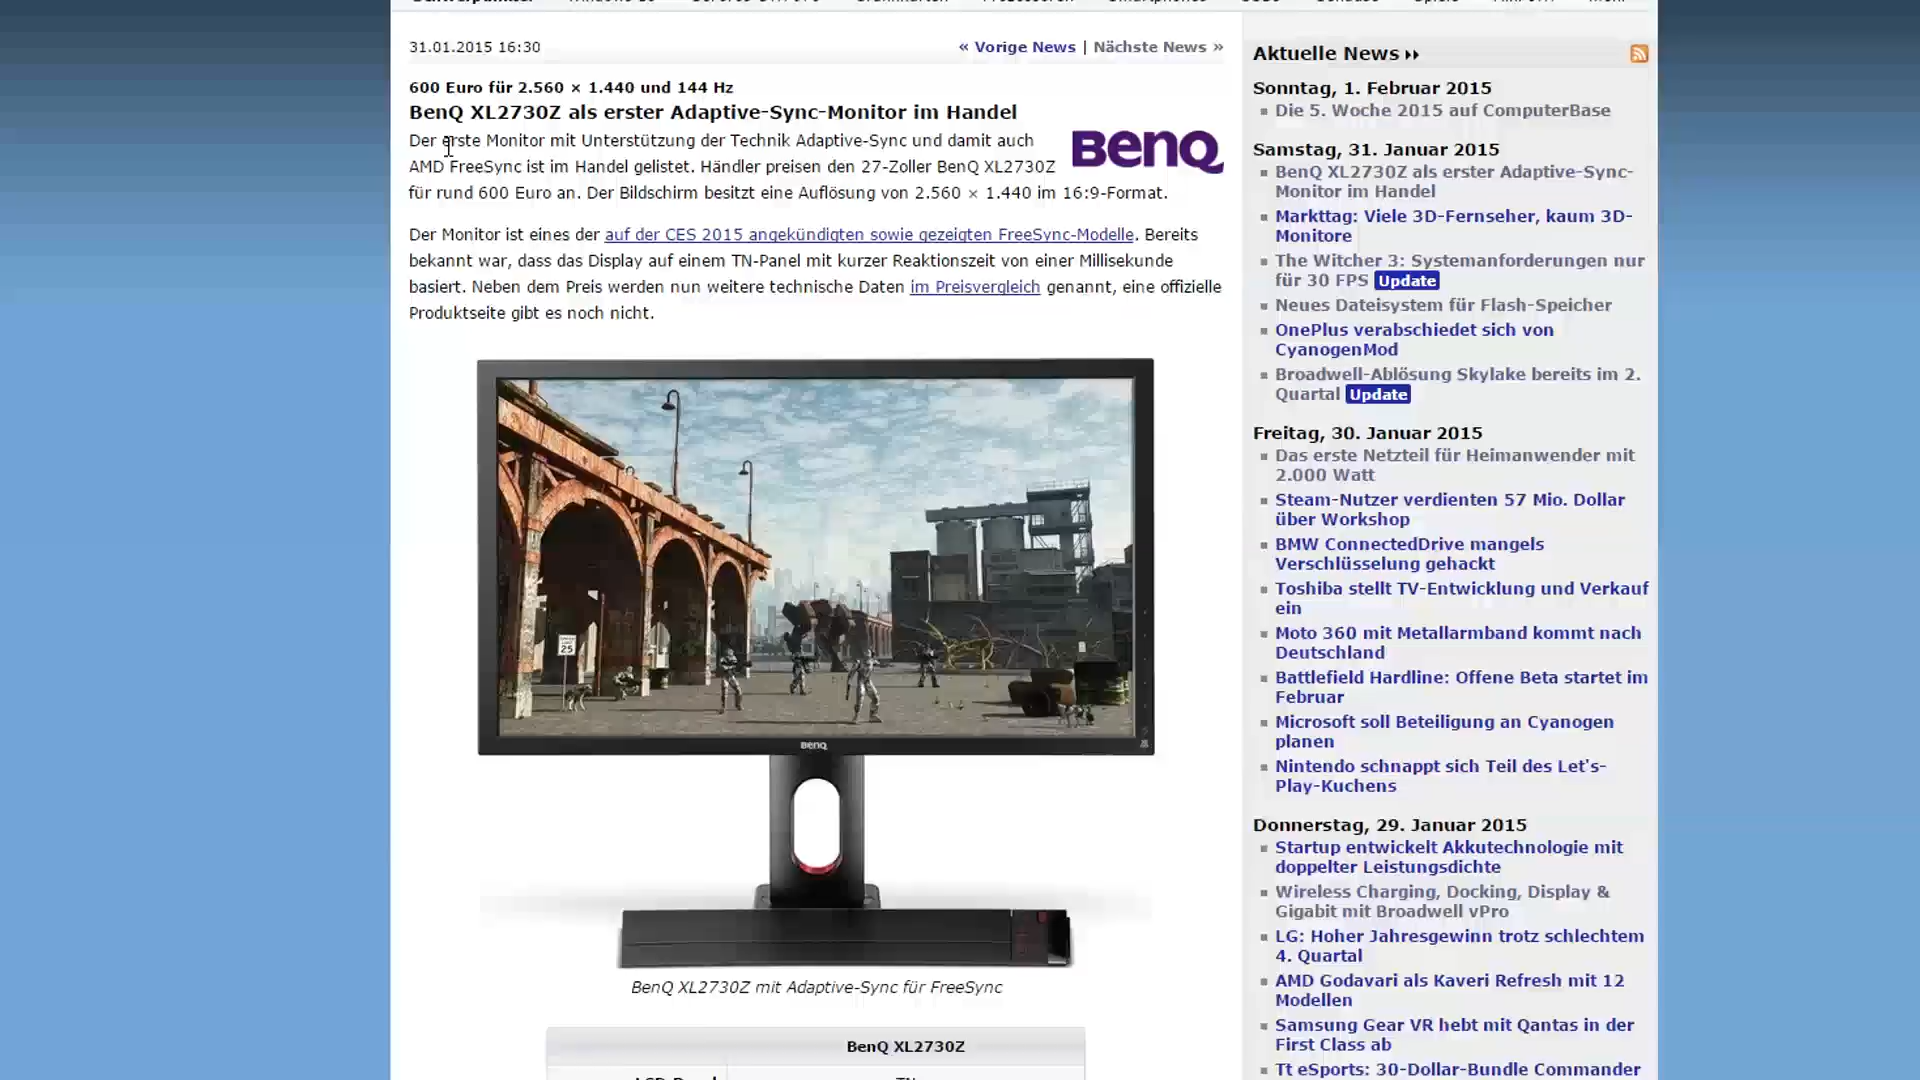 31.01.2015 16:30
« Vorige News | Nächste News »
600 Euro für 2.560 × 1.440 und 144 Hz
BenQ XL2730Z als erster Adaptive-Sync-Monitor im Handel
Der erste Monitor mit Unterstützung der Technik Adaptive-Sync und damit auch
AMD FreeSync ist im Handel gelistet. Händler preisen den 27-Zoller BenQ XL2730Z
für rund 600 Euro an. Der Bildschirm besitzt eine Auflösung von 2.560 × 1.440 im 16:9-Format.
BenQ
Der Monitor ist eines der auf der CES 2015 angekündigten sowie gezeigten FreeSync-Modelle. Bereits
bekannt war, dass das Display auf einem TN-Panel mit kurzer Reaktionszeit von einer Millisekunde
basiert. Neben dem Preis werden nun weitere technische Daten im Preisvergleich genannt, eine offizielle
Produktseite gibt es noch nicht.
25
BenQ
BenQ XL2730Z mit Adaptive-Sync für FreeSync
BenQ XL2730Z
Aktuelle News
Sonntag, 1. Februar 2015
Die 5. Woche 2015 auf ComputerBase
Samstag, 31. Januar 2015
BenQ XL2730Z als erster Adaptive-Sync-
Monitor im Handel
Markttag: Viele 3D-Fernseher, kaum 3D-
Monitore
The Witcher 3: Systemanforderungen nur
für 30 FPS Update
Neues Dateisystem für Flash-Speicher
OnePlus verabschiedet sich von
CyanogenMod
Broadwell-Ablösung Skylake bereits im 2.
Quartal Update
Freitag, 30. Januar 2015
Das erste Netzteil für Heimanwender mit
2.000 Watt
Steam-Nutzer verdienten 57 Mio. Dollar
über Workshop
BMW ConnectedDrive mangels
Verschlüsselung gehackt
Toshiba stellt TV-Entwicklung und Verkauf
ein
Moto 360 mit Metallarmband kommt nach
Deutschland
Battlefield Hardline: Offene Beta startet im
Februar
Microsoft soll Beteiligung an Cyanogen
planen
Nintendo schnappt sich Teil des Let's-
Play-Kuchens
Donnerstag, 29. Januar 2015
Startup entwickelt Akkutechnologie mit
doppelter Leistungsdichte
Wireless Charging, Docking, Display &
Gigabit mit Broadwell vPro
LG: Hoher Jahresgewinn trotz schlechtem
4. Quartal
AMD Godavari als Kaveri Refresh mit 12
Modellen
Samsung Gear VR hebt mit Qantas in der
First Class ab
Tt eSports: 30-Dollar-Bundle Commander